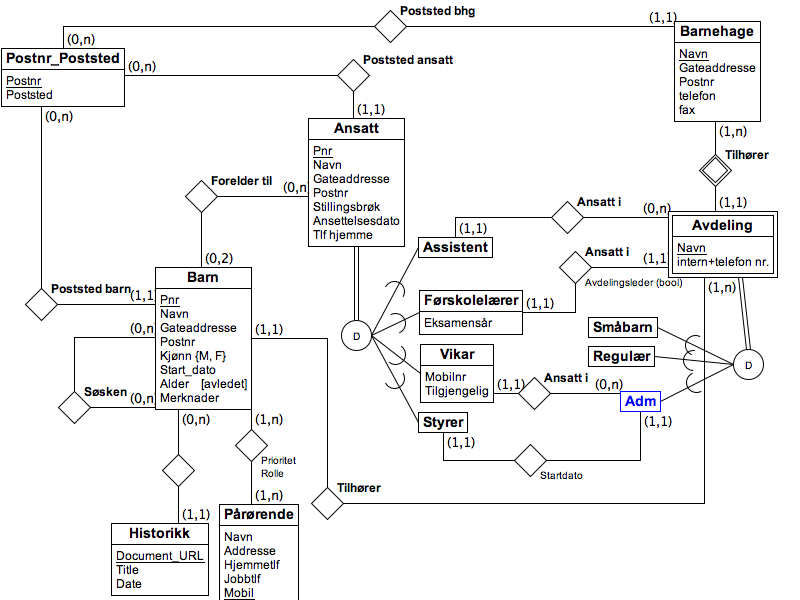 Poststed bhg
(1,1)
(0,n)
Barnehage
Navn
Gateaddresse
Postnr
telefon
fax
(1,n)
Postnr_Poststed
Postnr
Poststed
(0,n)
(0,n)
Poststed ansatt
(1,1)
Ansatt
Pnr
Navn
Gateaddresse
Postnr
Stillingsbrøk
Ansettelsesdato
Tlf hjemme
Tilhører
(1,1)
Forelder til
(0,n)
(0,2)
Ansatt i
(0,n)
(1,1)
Avdeling
Navn
intern+telefon nr.
(1,n)
Assistent
Ansatt i
(1,1)
Avdelingsleder (bool)
Førskolelærer
Eksamensår
(1,1)
Poststed barn
(1,1)
Barn
Pnr
Navn
Gateaddresse
Postnr
Kjønn {M, F}
Start_dato
Alder [avledet]
Merknader
(0,n)
Søsken
(0,n)
(1,1)
D
Småbarn
Regulær
D
Vikar
Mobilnr
Tilgjengelig
(1,1)
Ansatt i
(0,n)
Adm
(1,1)
Styrer
(1,1)
Startdato
(0,n)
(1,n)
Prioritet
Rolle
(1,1)
(1,n)
Tilhører
Historikk
Document_URL
Title
Date
Pårørende
Navn
Addresse
Hjemmetlf
Jobbtlf
Mobil